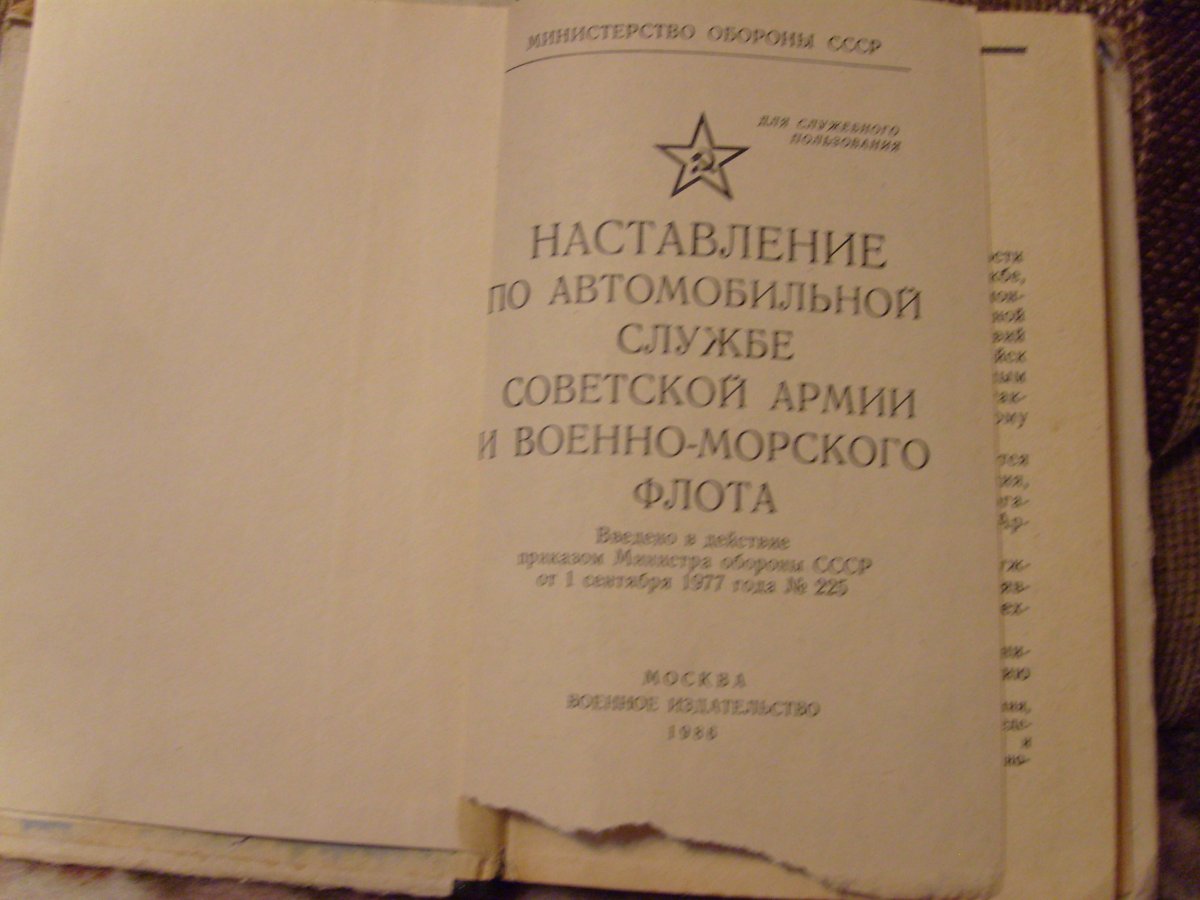 МИНИСТЕРСТВО ОБОРОНЫ СССР
ДЛЯ СЛУЖЕБНОГО
ПОЛЬЗОВАНИЯ
НАСТАВЛЕНИЕ
ПО АВТОМОБИЛЬНОЙ
СЛУЖБЕ
СОВЕТСКОЙ АРМИИ
И ВОЕННО-МОРСКОГО
ФЛОТА
Введено в действие
приказом Министра обороны СССР
от 1 сентября 1977 года № 225
МОСКВА
ВОЕННОЕ ИЗДАТЕЛЬСТВО